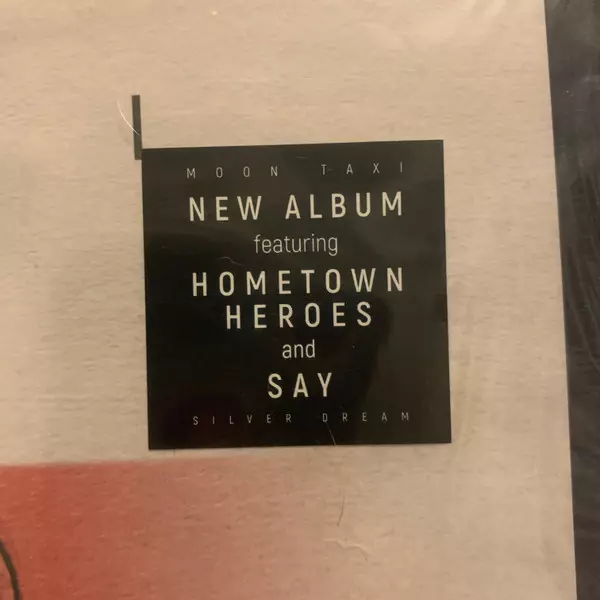 MOON TAXI
NEW ALBUM
featuring
HOMETOWN
HEROES
and
SAY
SILVER DREAM